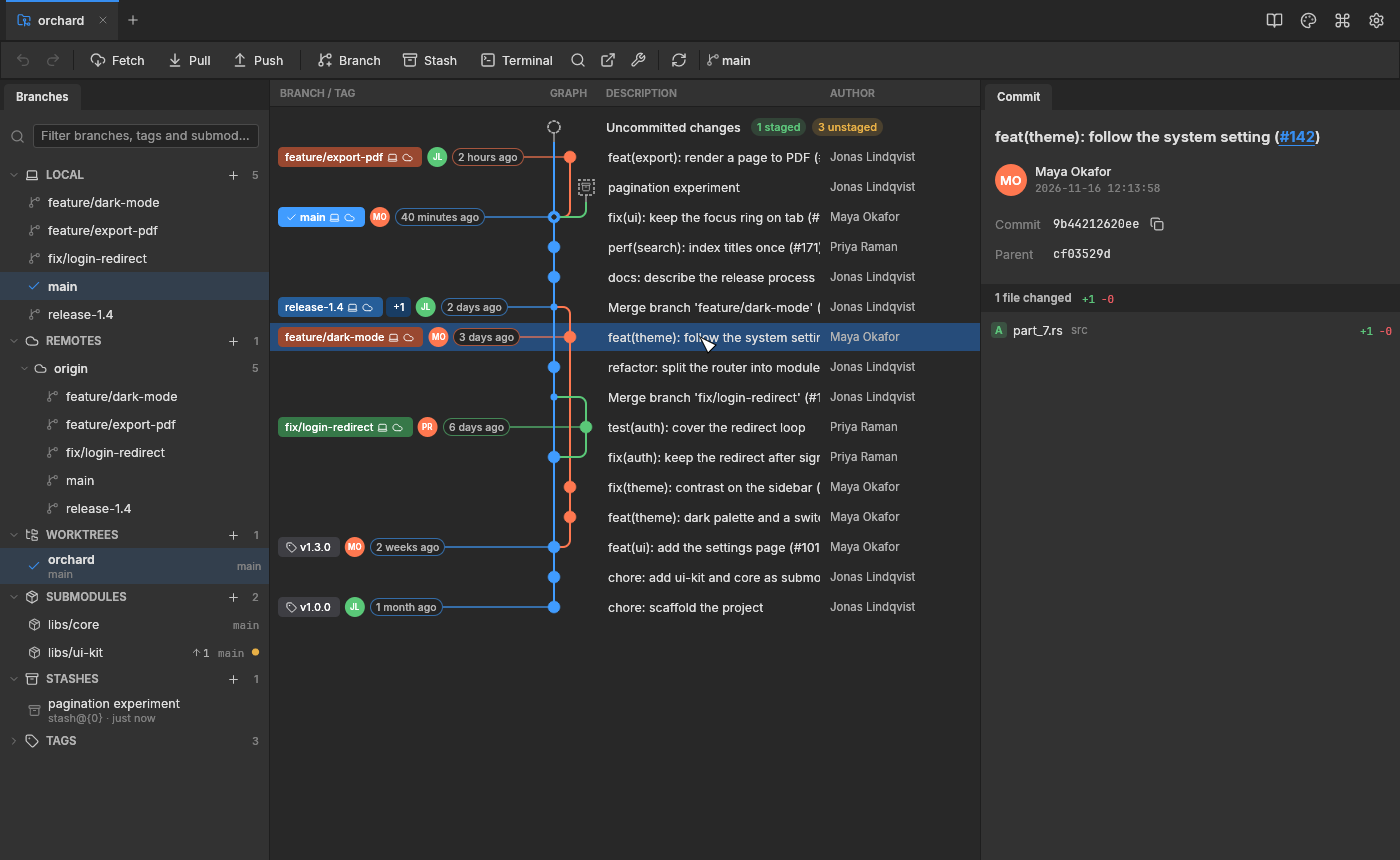 orchard
Fetch
Pull
Push
Branch
Stash
Terminal
main
Branches
Filter branches, tags and submod...
LOCAL 5
feature/dark-mode
feature/export-pdf
fix/login-redirect
main
release-1.4
REMOTES 1
origin 5
feature/dark-mode
feature/export-pdf
fix/login-redirect
main
release-1.4
WORKTREES 1
orchard main
main
SUBMODULES 2
libs/core main
libs/ui-kit ↑1 main
STASHES 1
pagination experiment
stash@{0} · just now
TAGS 3
BRANCH / TAG GRAPH DESCRIPTION AUTHOR
Uncommitted changes 1 staged 3 unstaged
feature/export-pdf JL 2 hours ago feat(export): render a page to PDF ( Jonas Lindqvist
pagination experiment Jonas Lindqvist
main MO 40 minutes ago fix(ui): keep the focus ring on tab (# Maya Okafor
perf(search): index titles once (#171 Priya Raman
docs: describe the release process Jonas Lindqvist
release-1.4 +1 JL 2 days ago Merge branch 'feature/dark-mode' ( Jonas Lindqvist
feature/dark-mode MO 3 days ago feat(theme): follow the system settin Maya Okafor
refactor: split the router into module Jonas Lindqvist
Merge branch 'fix/login-redirect' (#1 Jonas Lindqvist
fix/login-redirect PR 6 days ago test(auth): cover the redirect loop Priya Raman
fix(auth): keep the redirect after sigr Priya Raman
fix(theme): contrast on the sidebar ( Maya Okafor
feat(theme): dark palette and a swit Maya Okafor
v1.3.0 MO 2 weeks ago feat(ui): add the settings page (#101 Maya Okafor
chore: add ui-kit and core as submo Jonas Lindqvist
v1.0.0 JL 1 month ago chore: scaffold the project Jonas Lindqvist
Commit
feat(theme): follow the system setting (#142)
MO Maya Okafor
2026-11-16 12:13:58
Commit 9b44212620ee
Parent cf03529d
1 file changed +1 -0
A part_7.rs src +1 -0